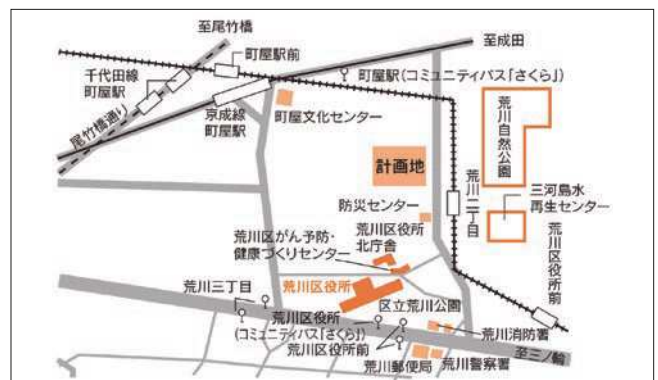 至尾竹橋
町屋駅前
至成田
千代田線
町屋駅
町屋駅(コミュニティバス「さくら」)
尾竹橋通り
京成線
町屋駅
町屋文化センター
荒川自然公園
計画地
荒川二丁目
三河島水
再生センター
防災センター
荒川区役所
北庁舎
荒川区がん予防・
健康づくりセンター
荒川区役所前
荒川三丁目
荒川区役所
区立荒川公園
荒川区役所
(コミュニティバス「さくら」)
荒川区役所前
荒川消防署
至三ノ輪
荒川郵便局
荒川警察署